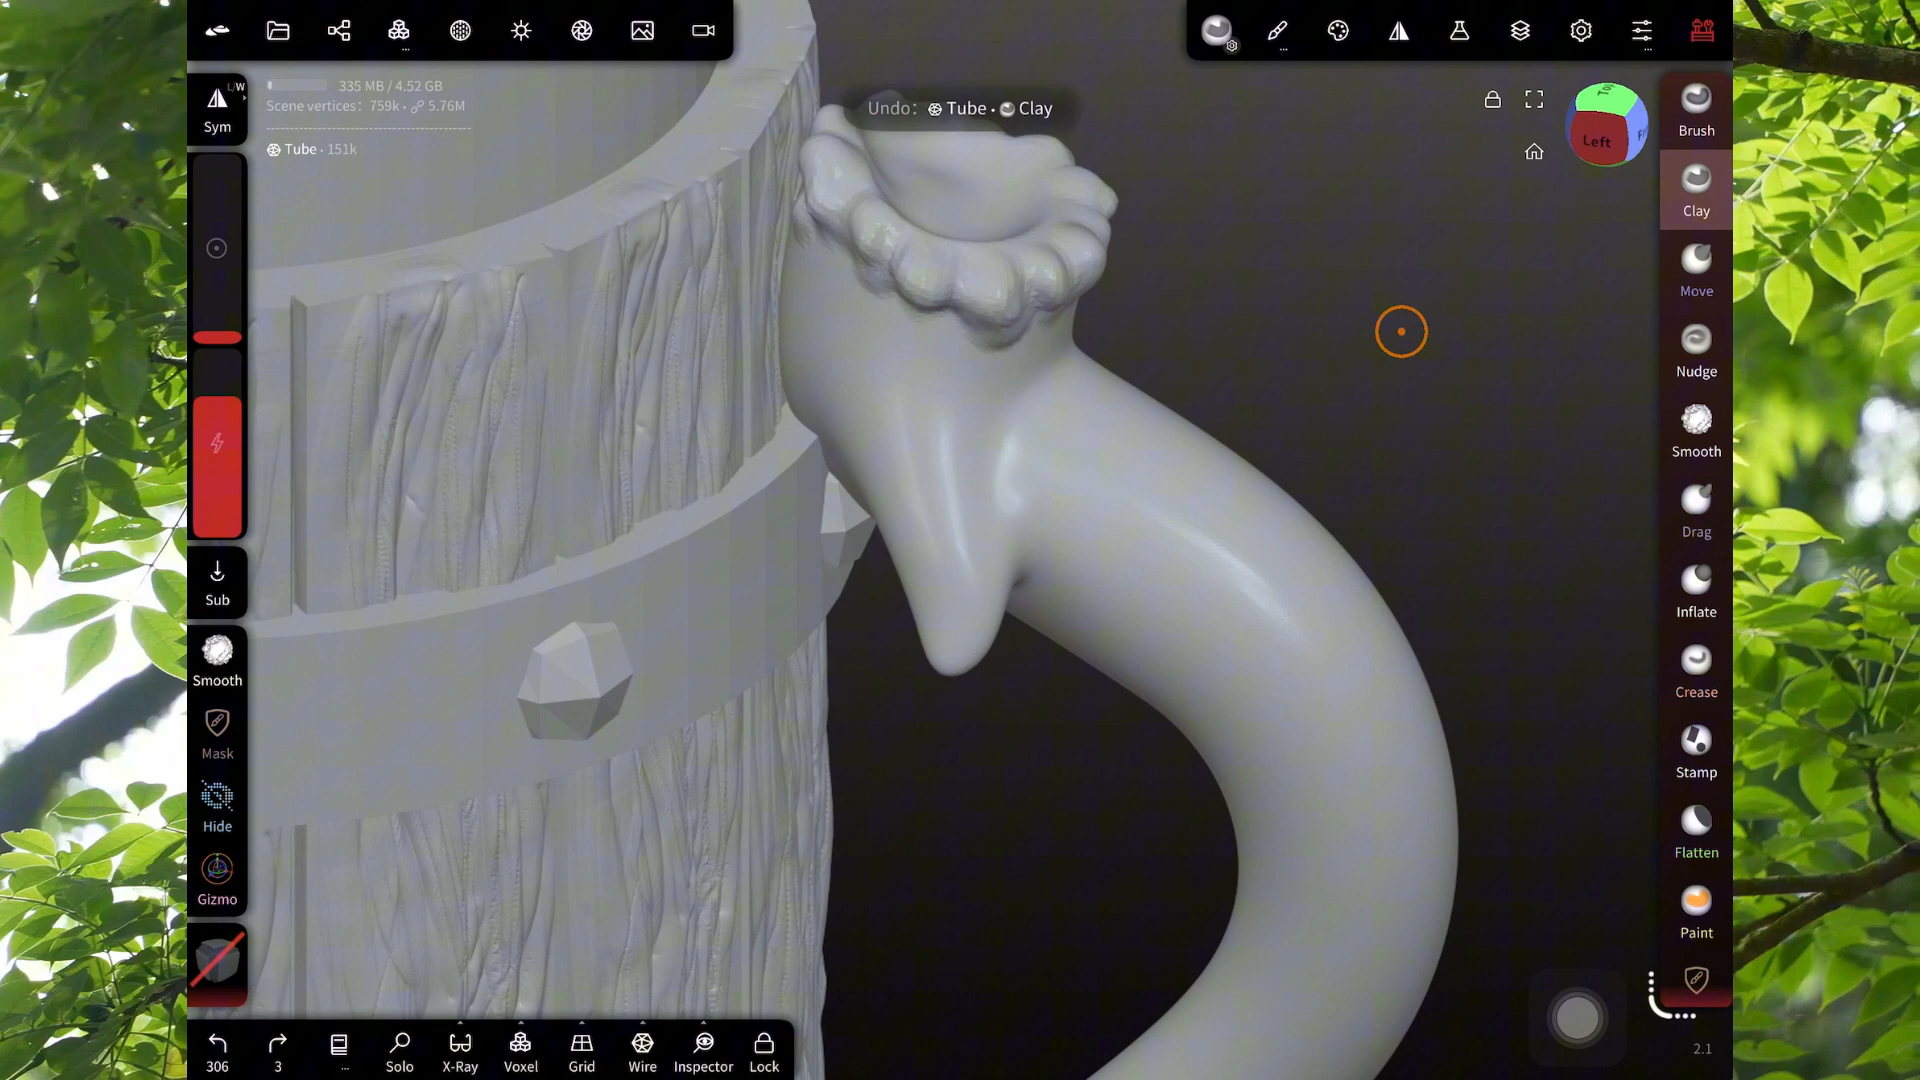 335 MB / 4.52 GB
Scene vertices: 759k • 5.76M
Tube • 151k
Undo: Tube • Clay
L/W
Sym
Sub
Smooth
Mask
Hide
Gizmo
Top
Left
Brush
Clay
Move
Nudge
Smooth
Drag
Inflate
Crease
Stamp
Flatten
Paint
2.1
306
3
...
Solo
X-Ray
Voxel
Grid
Wire
Inspector
Lock